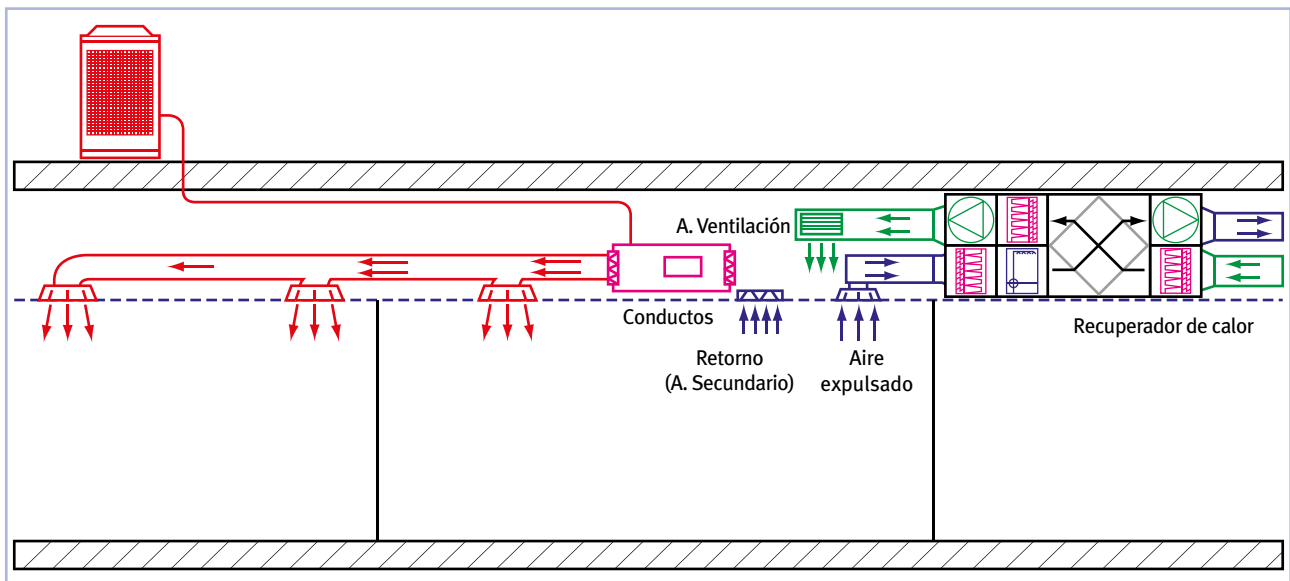 A. Ventilación
Conductos
Retorno
(A. Secundario)
Aire
expulsado
Recuperador de calor